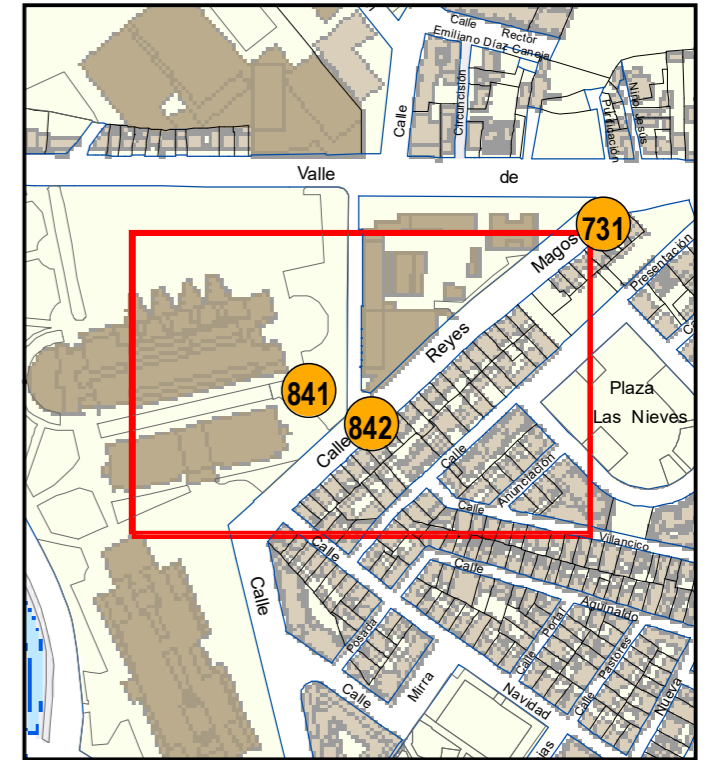 Calle Rector
Emiliano Díaz Caneja
Calle
Circuncisión
Purificación
Niño Jesús
Valle de
731
Magos
Presentación
Reyes
Plaza
Las Nieves
841
842
Calle
Calle
Anunciación
Calle
Villancico
Calle
Calle
Calle
Aguinaldo
Portal
Calle
Posada
Pastores
Calle
Mirra
Calle
Navidad
Nueva